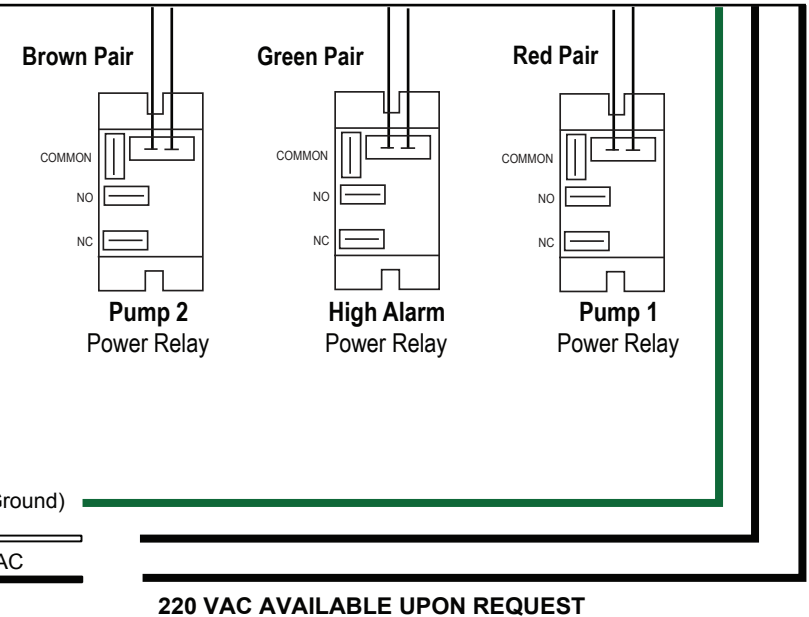 Brown Pair
Green Pair
Red Pair
COMMON
NO
NC
COMMON
NO
NC
COMMON
NO
NC
Pump 2
Power Relay
High Alarm
Power Relay
Pump 1
Power Relay
Ground)
AC
220 VAC AVAILABLE UPON REQUEST